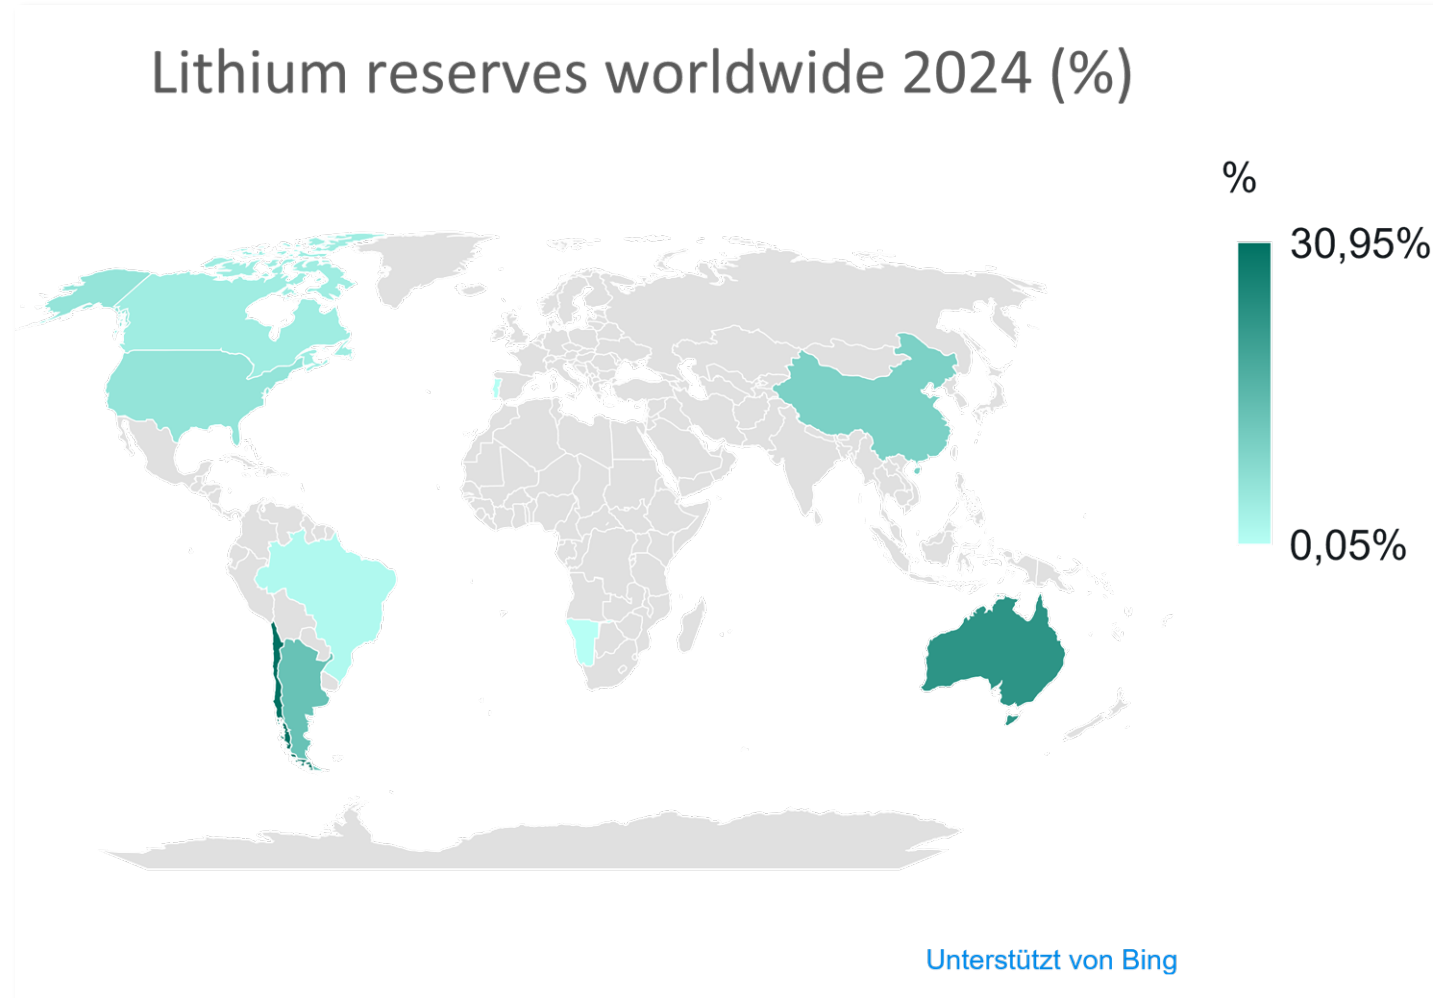 Lithium reserves worldwide 2024 (%)
%
30,95%
0,05%
Unterstützt von Bing